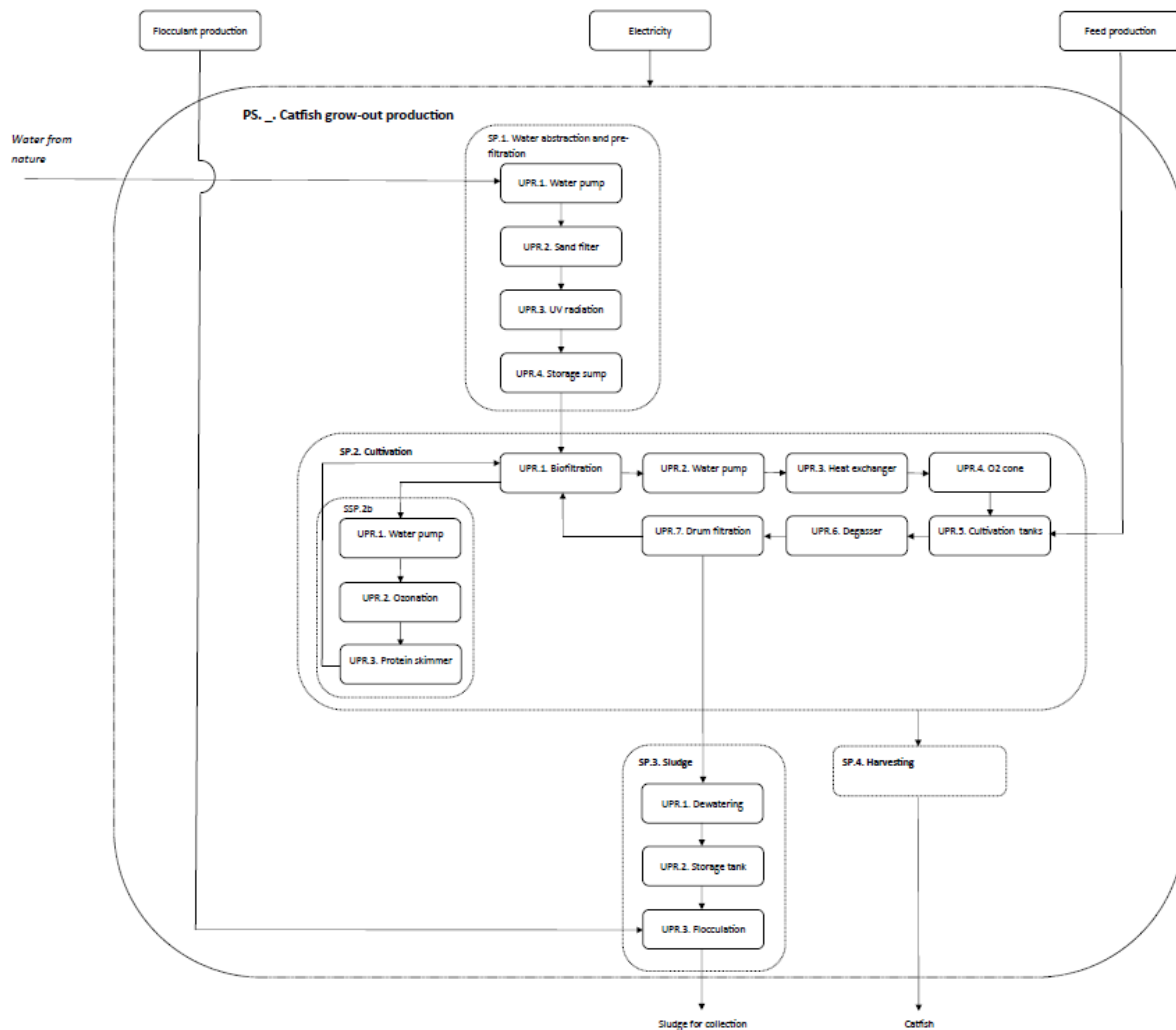 Flocculant production
Electricity
Feed production
PS. _. Catfish grow-out production
Water from
nature
SP.1. Water abstraction and pre-
filtration
UPR.1. Water pump
UPR.2. Sand filter
UPR.3. UV radiation
UPR.4. Storage sump
SP.2. Cultivation
UPR.1. Biofiltration
UPR.2. Water pump
UPR.3. Heat exchanger
UPR.4. O2 cone
SSP.2b
UPR.1. Water pump
UPR.7. Drum filtration
UPR.6. Degasser
UPR.5. Cultivation tanks
UPR.2. Ozonation
UPR.3. Protein skimmer
SP.3. Sludge
SP.4. Harvesting
UPR.1. Dewatering
UPR.2. Storage tank
UPR.3. Flocculation
Sludge for collection
Catfish